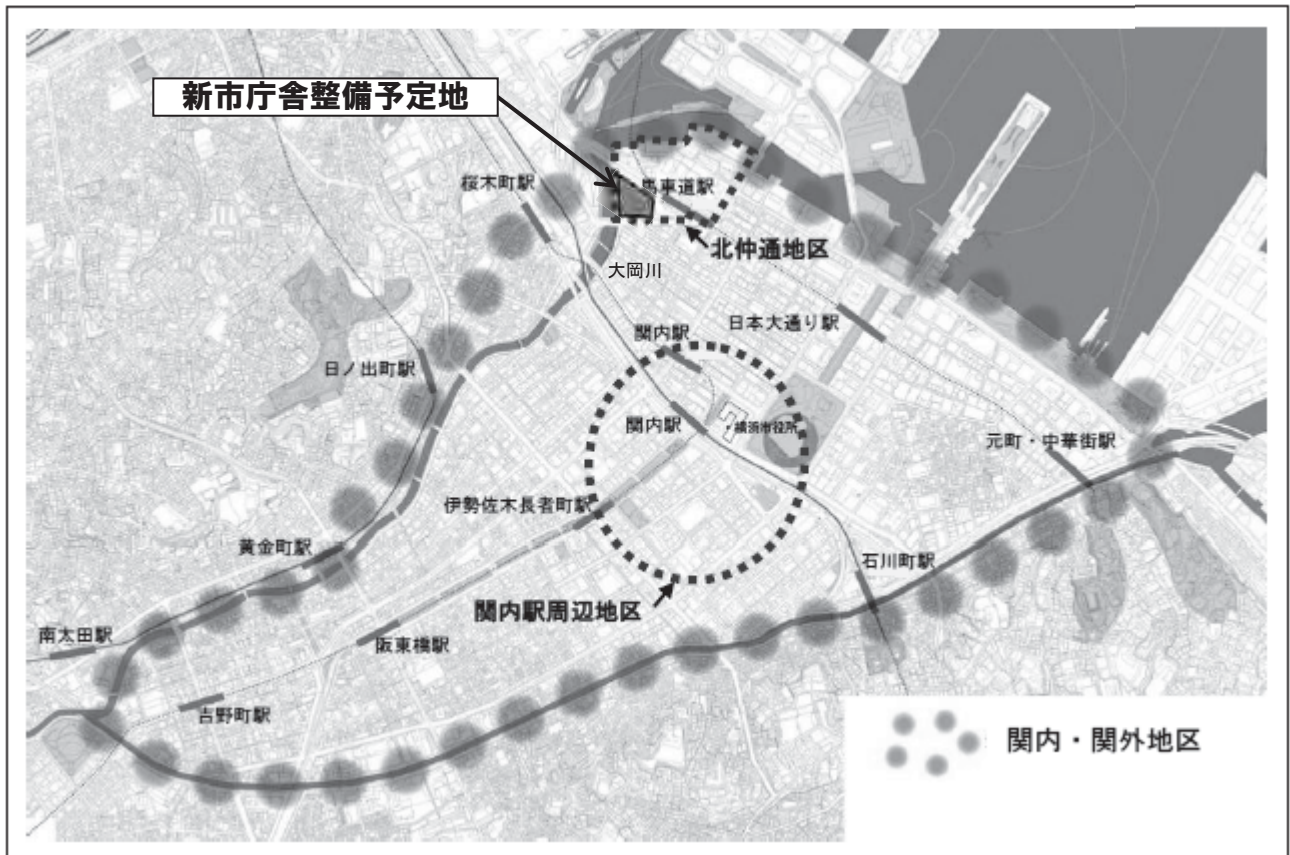 新市庁舎整備予定地
桜木町駅
馬車道駅
北仲通地区
大岡川
日本大通り駅
関内駅
日ノ出町駅
関内駅
横浜市役所
元町・中華街駅
伊勢佐木長者町駅
黄金町駅
石川町駅
関内駅周辺地区
南太田駅
阪東橋駅
吉野町駅
関内・関外地区